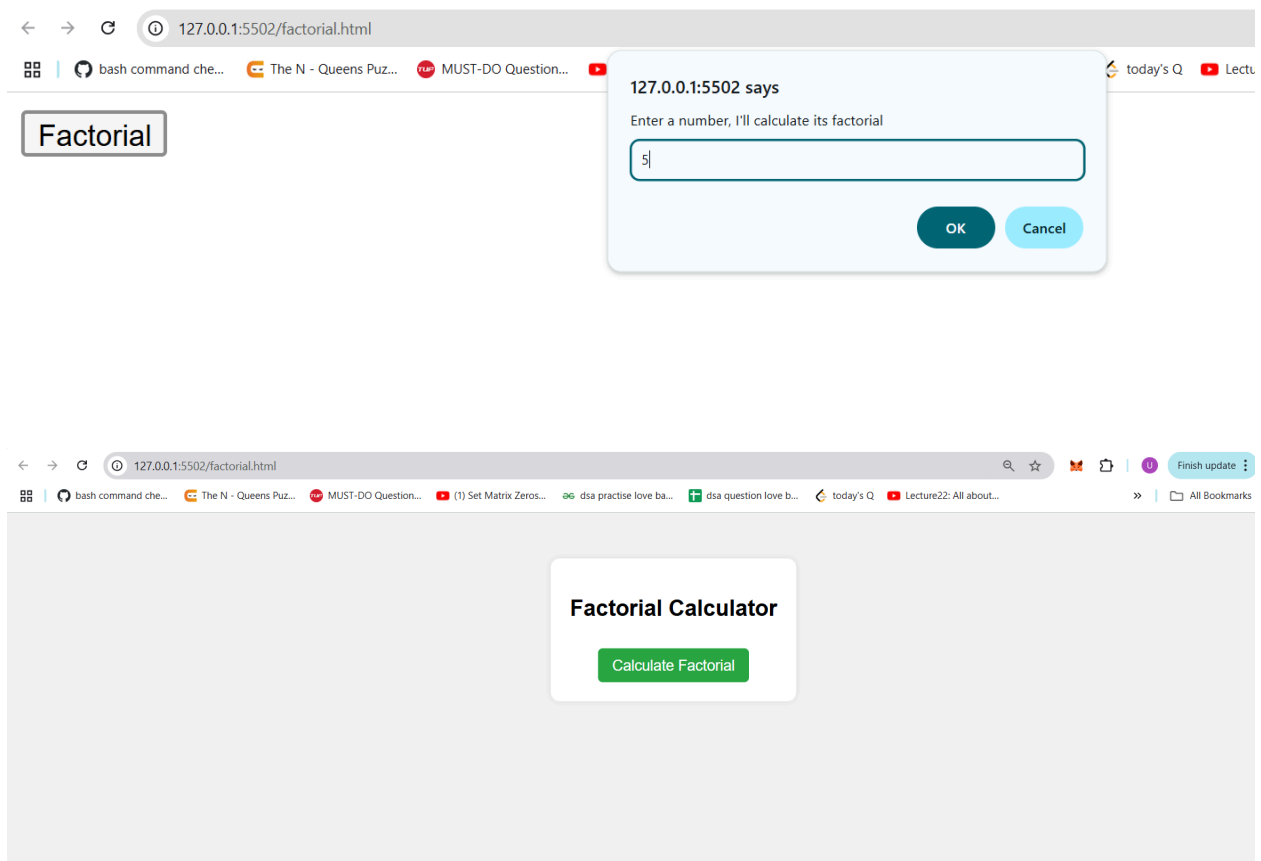 127.0.0.1:5502/factorial.html
bash command che... The N - Queens Puz... MUST-DO Question... today's Q Lectu
127.0.0.1:5502 says
Enter a number, I'll calculate its factorial
Factorial
5
OK Cancel
127.0.0.1:5502/factorial.html U Finish update
bash command che... The N - Queens Puz... MUST-DO Question... (1) Set Matrix Zeros... dsa practise love ba... dsa question love b... today's Q Lecture22: All about... » All Bookmarks
Factorial Calculator
Calculate Factorial